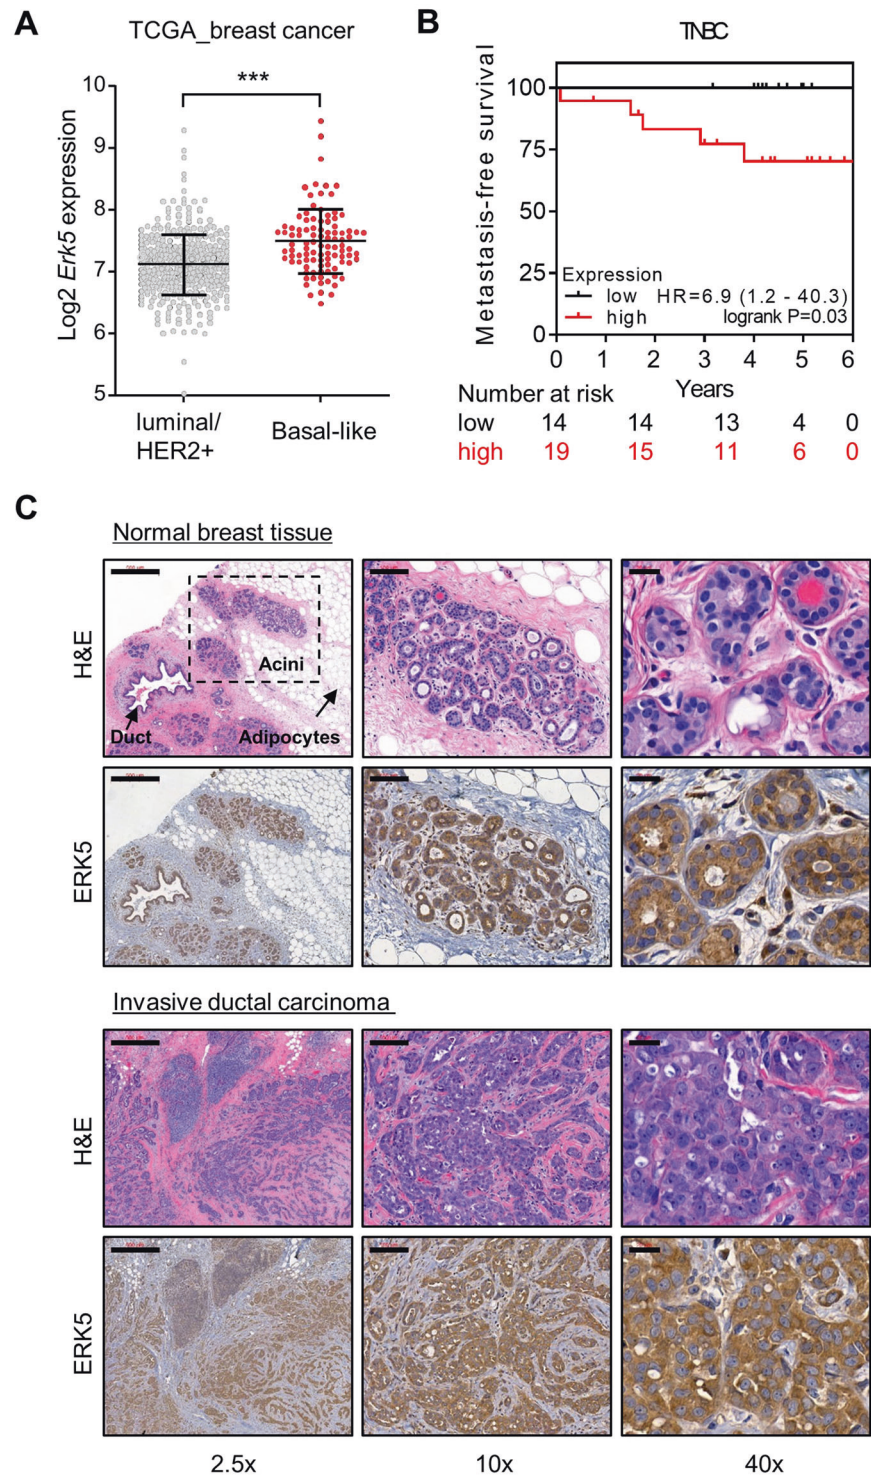 A
TCGA_breast cancer
***
Log2 Erk5 expression
10
9
8
7
6
5
luminal/
HER2+
Basal-like
B
TNBC
Metastasis-free survival
100
75
50
25
0
Expression
low HR=6.9 (1.2 - 40.3)
high logrank P=0.03
0 1 2 3 4 5 6
Years
Number at risk
low 14 14 13 4 0
high 19 15 11 6 0
C
Normal breast tissue
H&E
Acini
Duct
Adipocytes
ERK5
Invasive ductal carcinoma
H&E
ERK5
2.5x 10x 40x